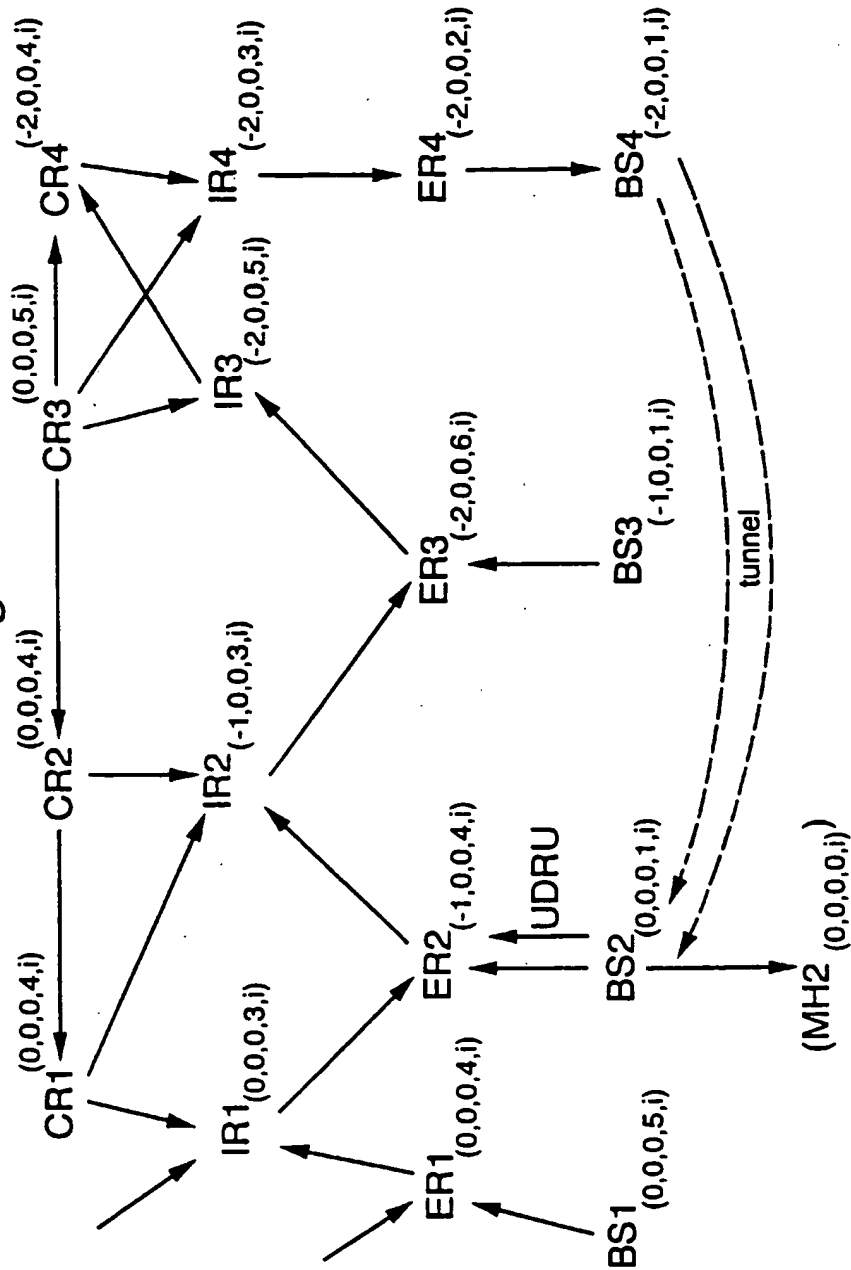 CR1 (0,0,0,4,i)
CR2 (0,0,0,4,i)
CR3 (0,0,0,5,i)
CR4 (-2,0,0,4,i)
IR1 (0,0,0,3,i)
IR2 (-1,0,0,3,i)
IR3 (-2,0,0,5,i)
IR4 (-2,0,0,3,i)
ER1 (0,0,0,4,i)
ER2 (-1,0,0,4,i)
ER3 (-2,0,0,6,i)
ER4 (-2,0,0,2,i)
UDRU
BS1 (0,0,0,5,i)
BS2 (0,0,0,1,i)
BS3 (-1,0,0,1,i)
BS4 (-2,0,0,1,i)
tunnel
(MH2 (0,0,0,0,i))